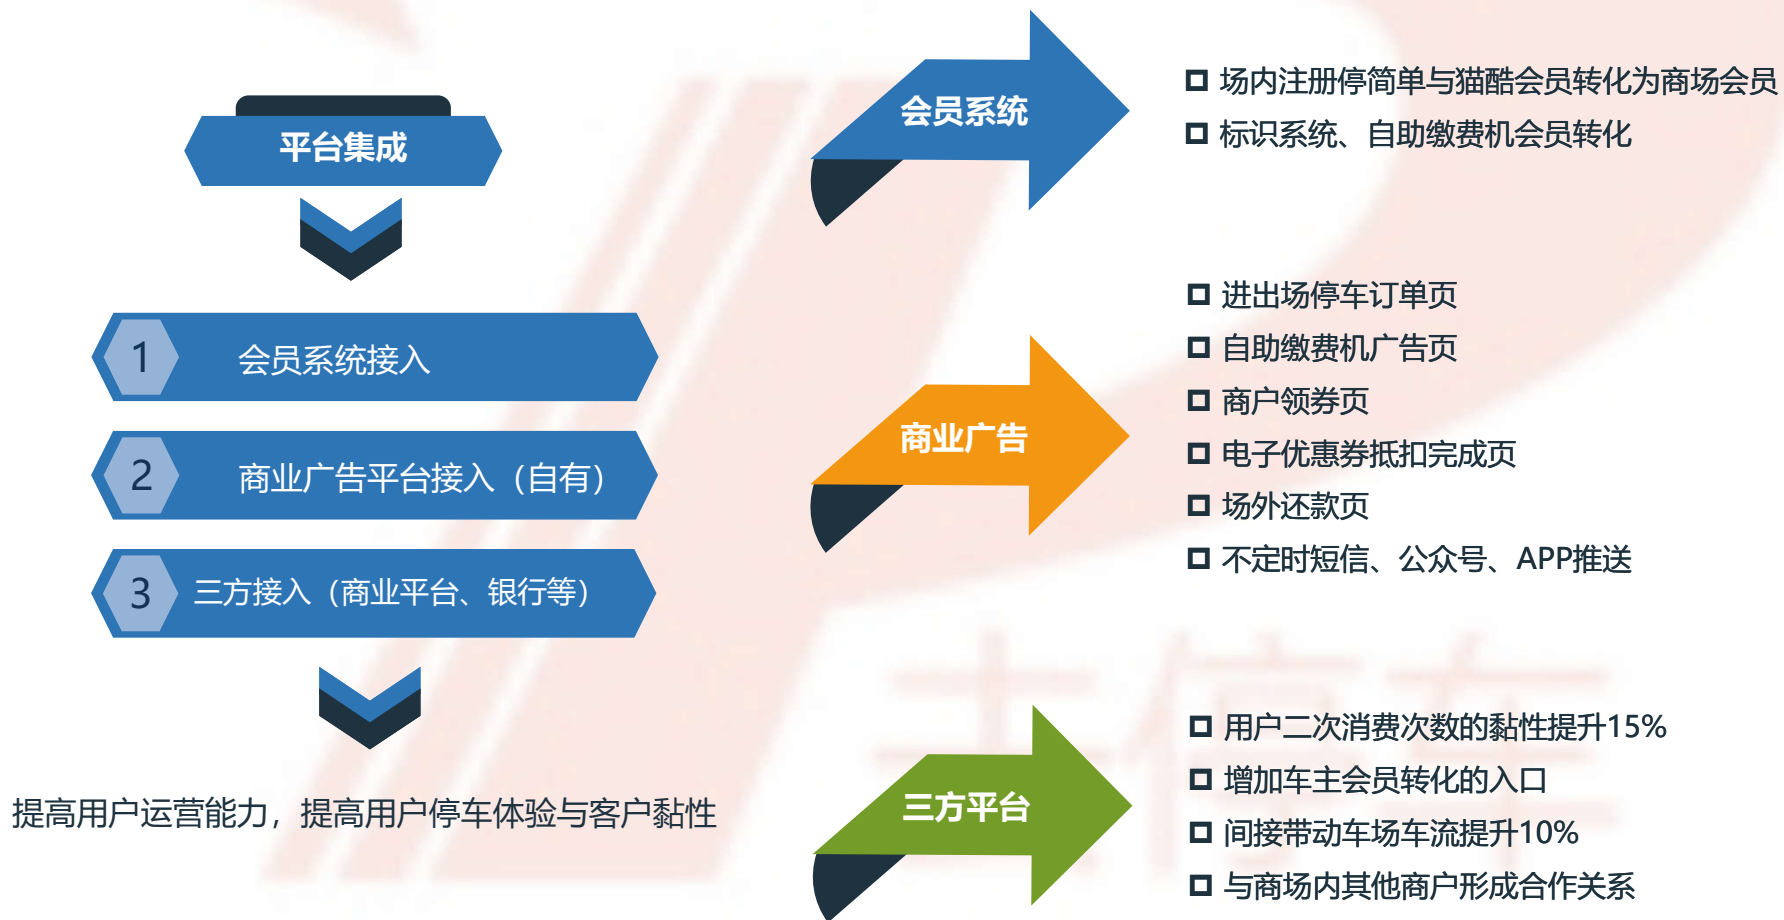 平台集成
1
会员系统接入
2
商业广告平台接入（自有）
3
三方接入（商业平台、银行等）
提高用户运营能力，提高用户停车体验与客户黏性
会员系统
场内注册停简单与猫酷会员转化为商场会员
标识系统、自助缴费机会员转化
商业广告
进出场停车订单页
自助缴费机广告页
商户领券页
电子优惠券抵扣完成页
场外还款页
不定时短信、公众号、APP推送
三方平台
用户二次消费次数的黏性提升15%
增加车主会员转化的入口
间接带动车场车流提升10%
与商场内其他商户形成合作关系
去停车